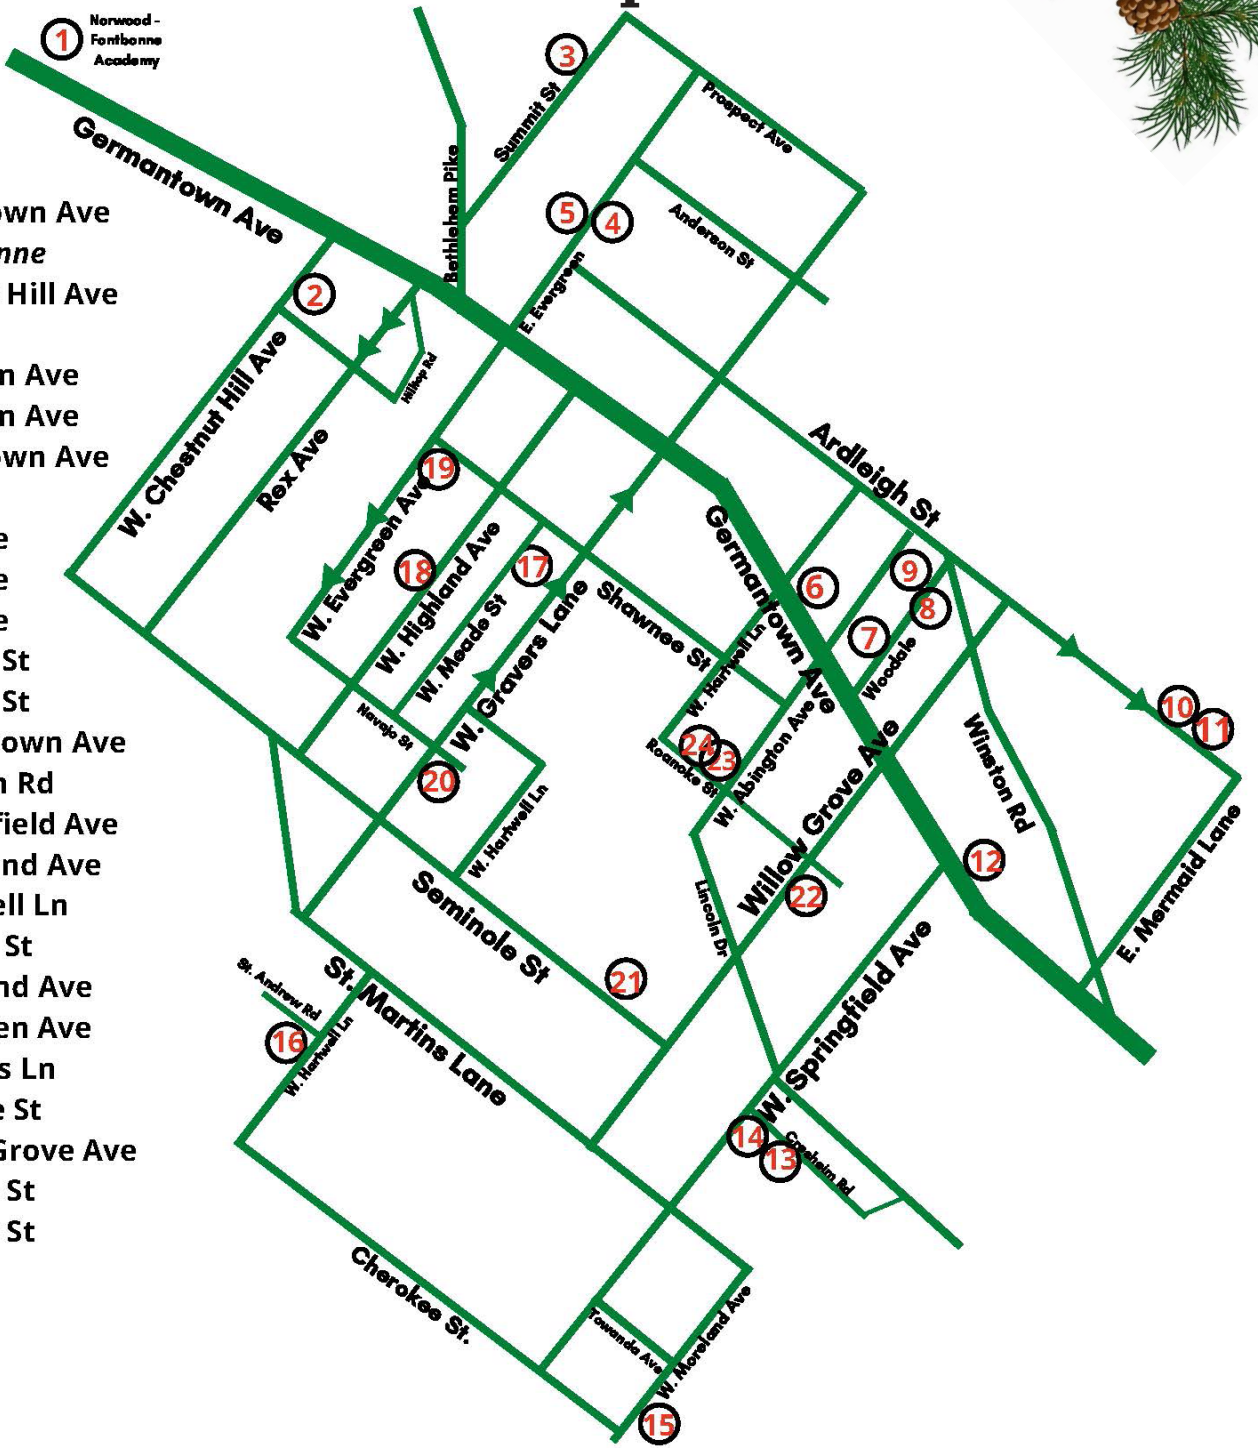 1
Norwood -
Fontbonne
Academy
3
Summit St
Prospect Ave
Germantown Ave
Bethlehem Pike
5
4
Anderson St
E. Evergreen
2
Hilltop Rd
W. Chestnut Hill Ave
Rex Ave
Ardleigh St
19
W. Evergreen Ave
18
W. Highland Ave
17
W. Meade St
W. Gravers Lane
Shawnee St
Germantown Ave
6
9
8
7
Woodale
W. Hartwell Ln
10
11
Navajo St
20
24
23
Roanoke St
W. Abington Ave
Willow Grove Ave
Winston Rd
W. Hartwell Ln
12
E. Mermaid Lane
22
Lincoln Dr
Seminole St
21
W. Springfield Ave
St. Martins Lane
St. Andrew Rd
16
W. Hartwell Ln
14
13
Cresheim Rd
Cherokee St.
Towanda Ave
W. Moreland Ave
15
own Ave
nne
Hill Ave
n Ave
n Ave
own Ave
e
e
e
St
St
town Ave
n Rd
field Ave
nd Ave
ell Ln
St
nd Ave
en Ave
s Ln
e St
Grove Ave
St
St